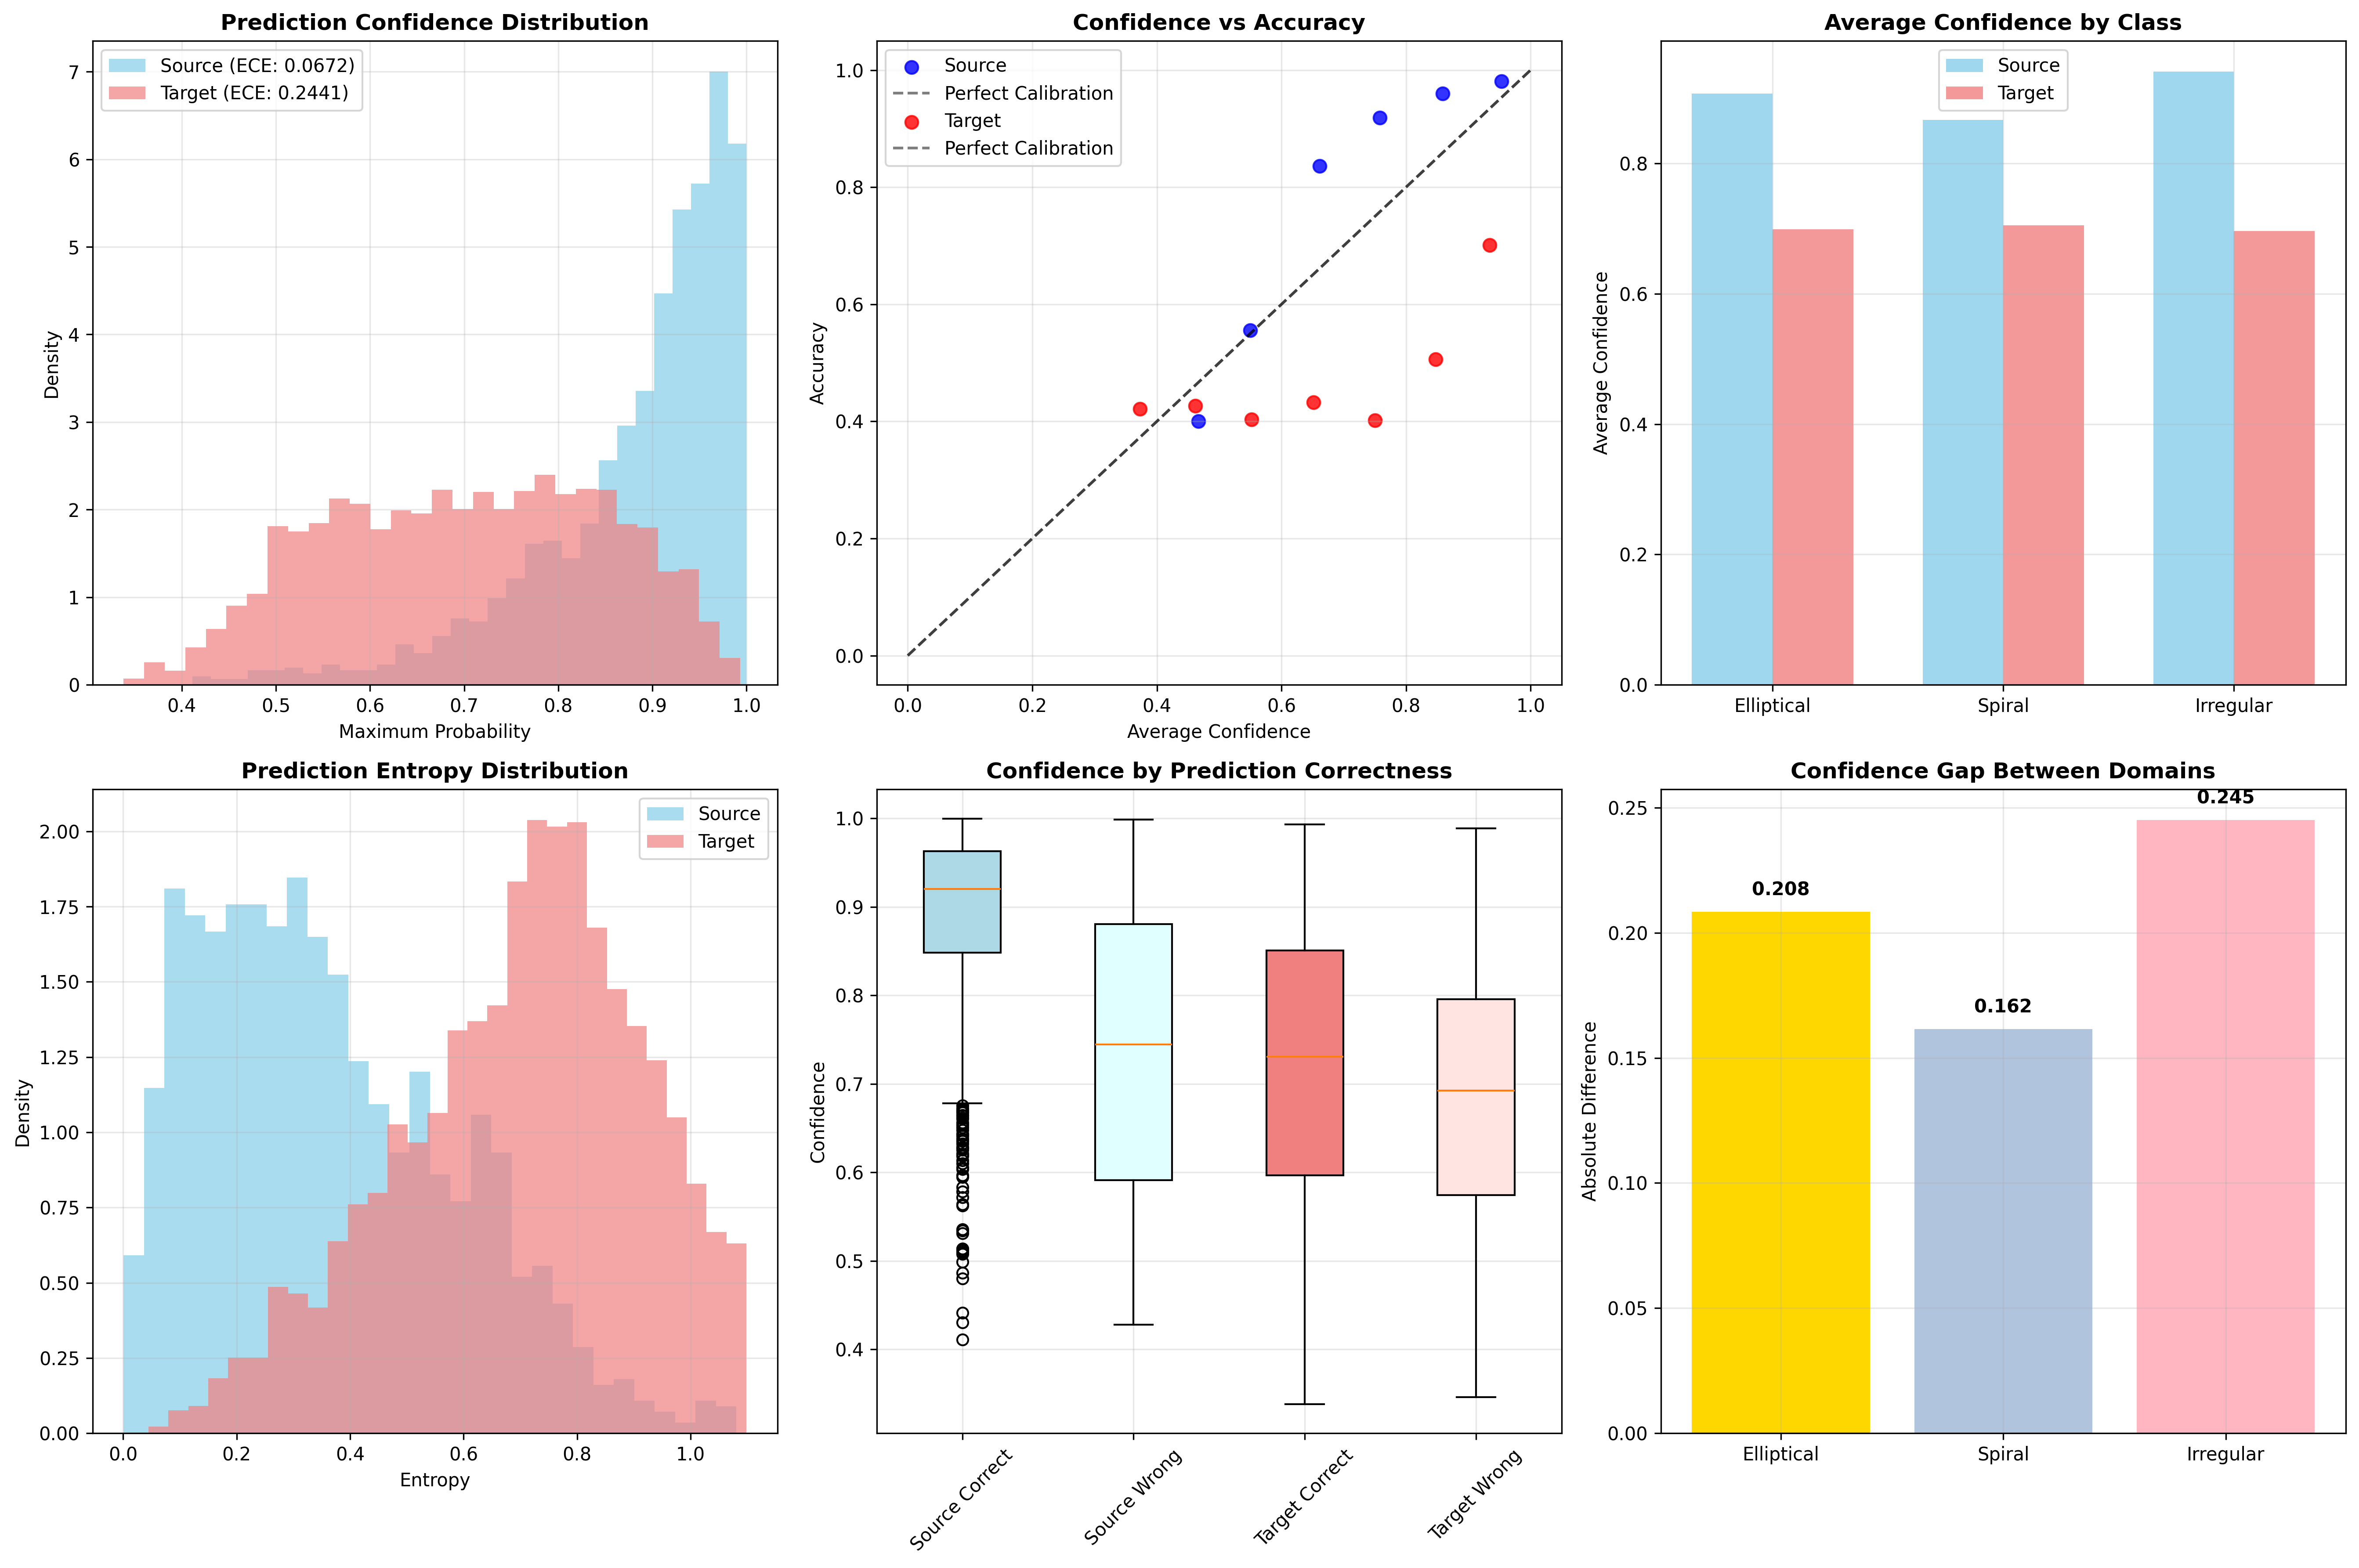 Prediction Confidence Distribution
Source (ECE: 0.0672)
Target (ECE: 0.2441)
Density
7
6
5
4
3
2
1
0
0.4 0.5 0.6 0.7 0.8 0.9 1.0
Maximum Probability
Confidence vs Accuracy
Source
Perfect Calibration
Target
Perfect Calibration
Accuracy
1.0
0.8
0.6
0.4
0.2
0.0
0.0 0.2 0.4 0.6 0.8 1.0
Average Confidence
Average Confidence by Class
Source
Target
Average Confidence
0.8
0.6
0.4
0.2
0.0
Elliptical Spiral Irregular
Prediction Entropy Distribution
Source
Target
Density
2.00
1.75
1.50
1.25
1.00
0.75
0.50
0.25
0.00
0.0 0.2 0.4 0.6 0.8 1.0
Entropy
Confidence by Prediction Correctness
Confidence
1.0
0.9
0.8
0.7
0.6
0.5
0.4
Source Correct
Source Wrong
Target Correct
Target Wrong
Confidence Gap Between Domains
Absolute Difference
0.25
0.20
0.15
0.10
0.05
0.00
0.208
0.162
0.245
Elliptical Spiral Irregular